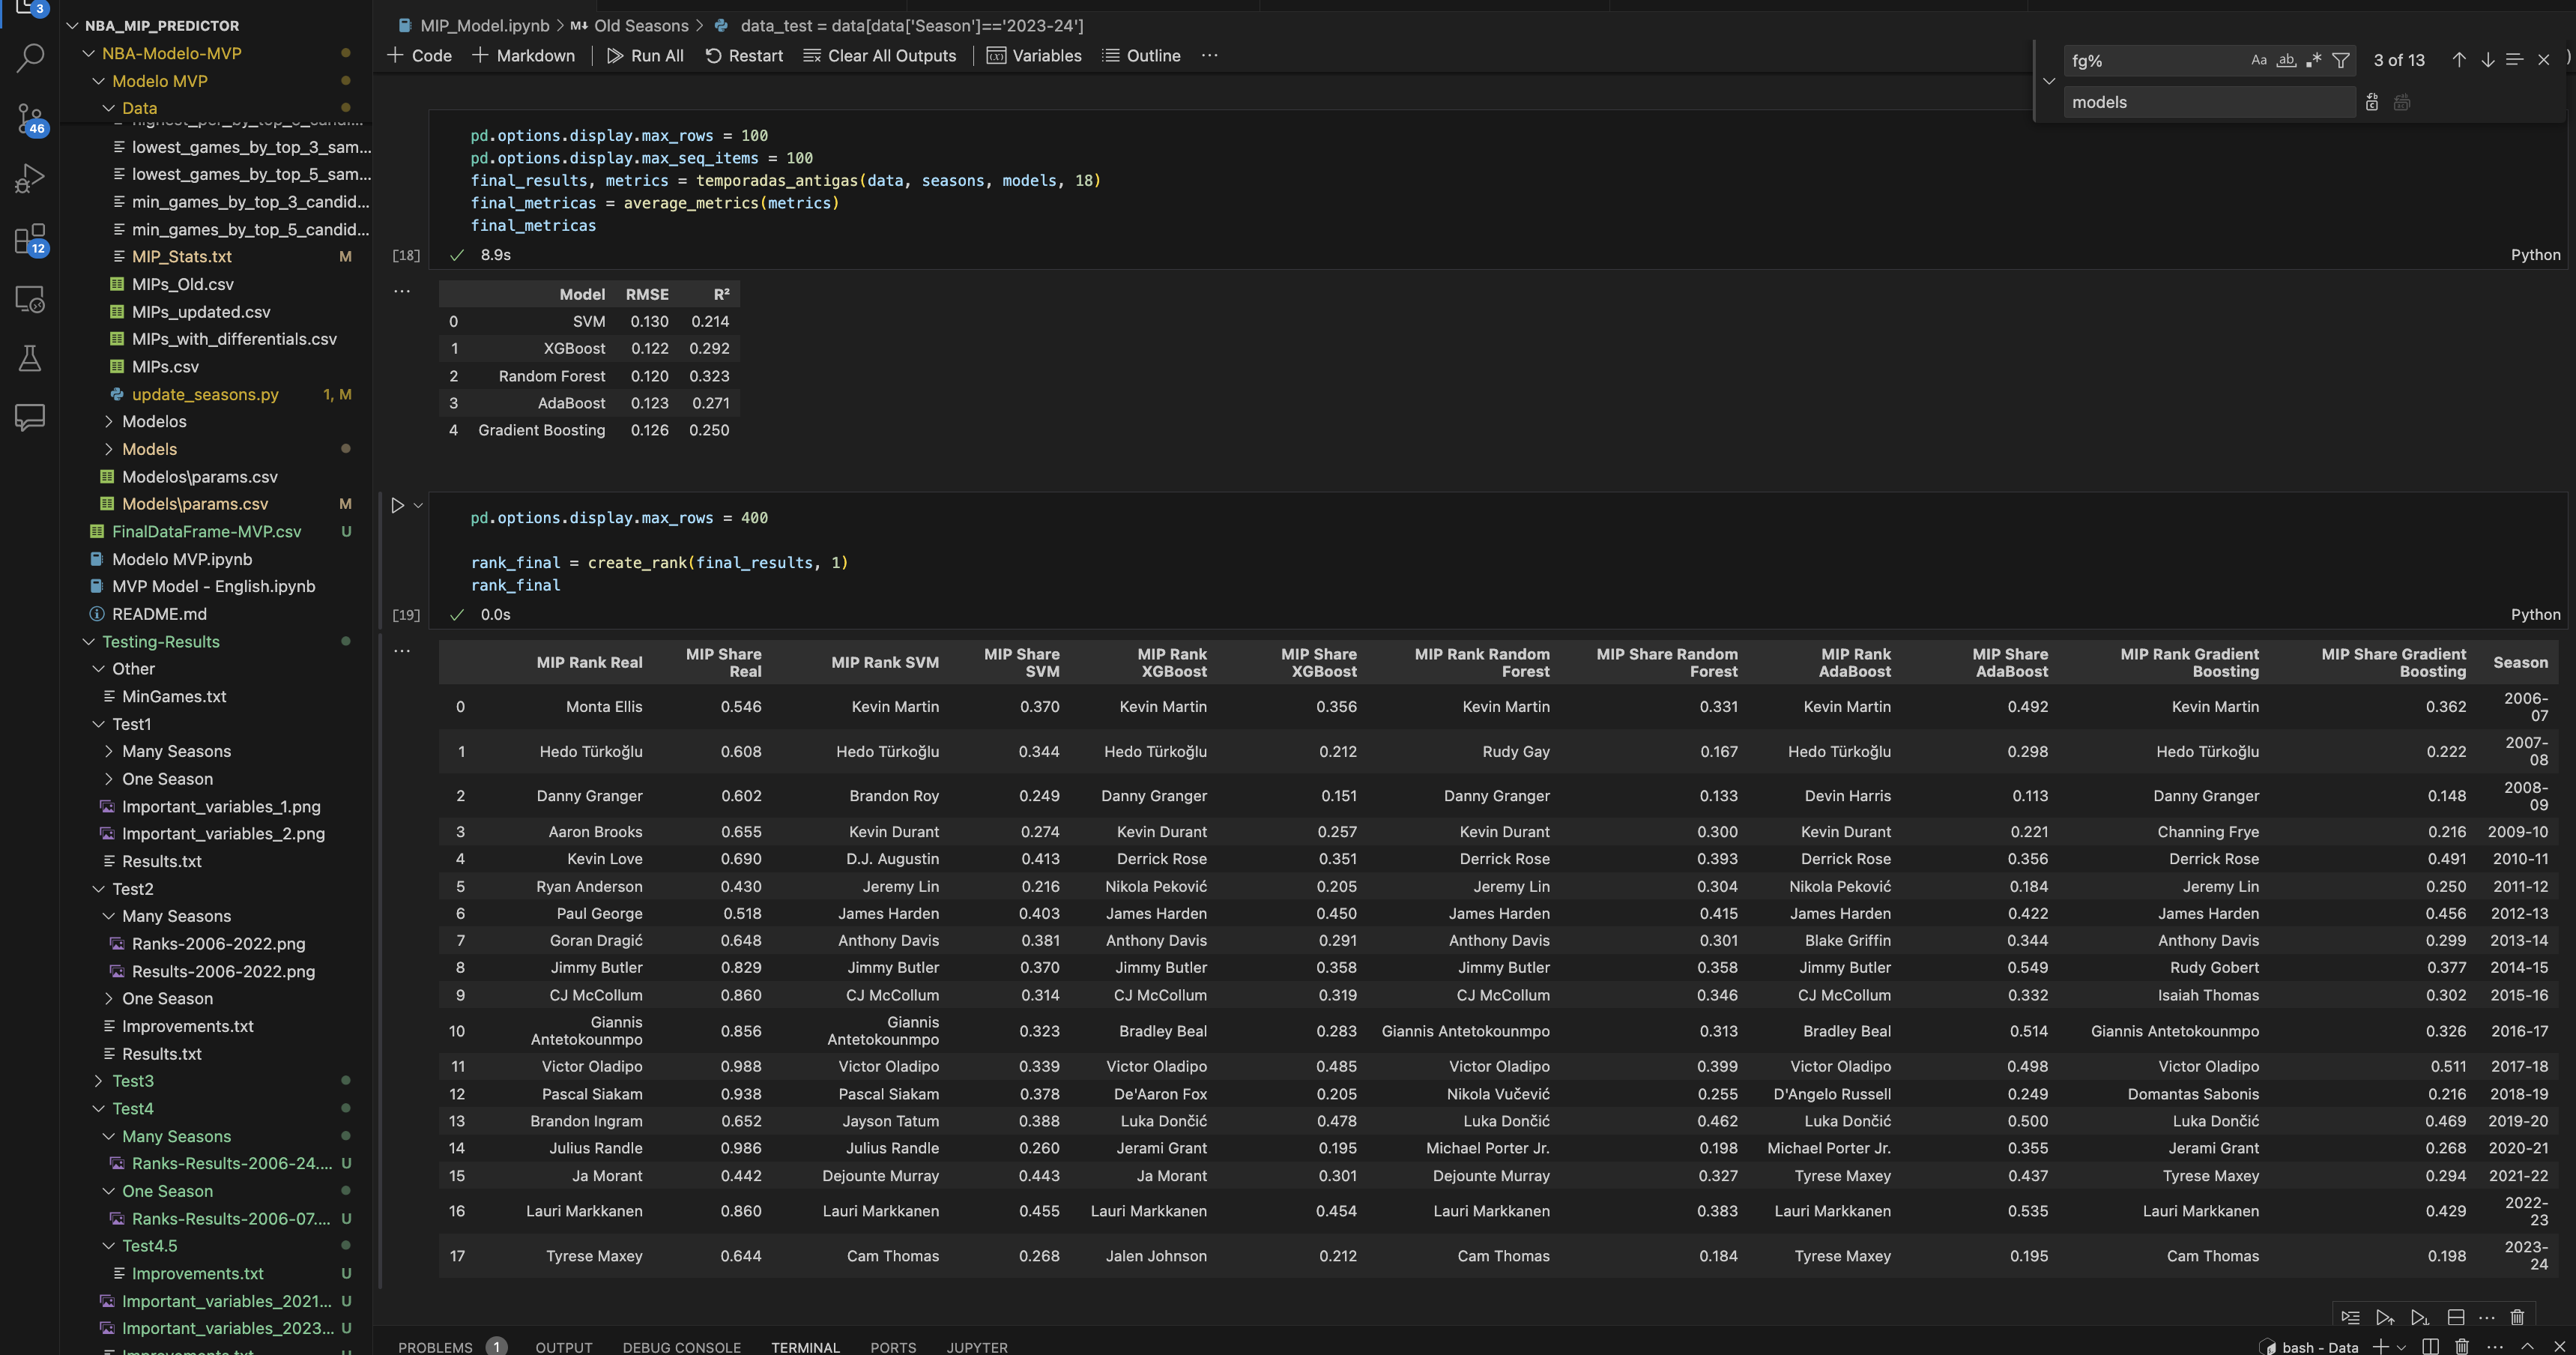 NBA_MIP_PREDICTOR
NBA-Modelo-MVP
Modelo MVP
Data
lowest_games_by_top_3_sam...
lowest_games_by_top_5_sam...
min_games_by_top_3_candid...
min_games_by_top_5_candid...
MIP_Stats.txt M
MIPs_Old.csv
MIPs_updated.csv
MIPs_with_differentials.csv
MIPs.csv
update_seasons.py 1, M
Modelos
Models
Modelos\params.csv
Models\params.csv M
FinalDataFrame-MVP.csv U
Modelo MVP.ipynb
MVP Model - English.ipynb
README.md
Testing-Results
Other
MinGames.txt
Test1
Many Seasons
One Season
Important_variables_1.png
Important_variables_2.png
Results.txt
Test2
Many Seasons
Ranks-2006-2022.png
Results-2006-2022.png
One Season
Improvements.txt
Results.txt
Test3
Test4
Many Seasons
Ranks-Results-2006-24.... U
One Season
Ranks-Results-2006-07.... U
Test4.5
Improvements.txt U
Important_variables_2021... U
Important_variables_2023... U
3
46
12
MIP_Model.ipynb > M↓ Old Seasons > data_test = data[data['Season']=='2023-24']
+ Code + Markdown Run All Restart Clear All Outputs Variables Outline ...
fg% Aa ab .* 3 of 13
models
pd.options.display.max_rows = 100
pd.options.display.max_seq_items = 100
final_results, metrics = temporadas_antigas(data, seasons, models, 18)
final_metricas = average_metrics(metrics)
final_metricas
[18] 8.9s Python
Model RMSE R²
0 SVM 0.130 0.214
1 XGBoost 0.122 0.292
2 Random Forest 0.120 0.323
3 AdaBoost 0.123 0.271
4 Gradient Boosting 0.126 0.250
pd.options.display.max_rows = 400
rank_final = create_rank(final_results, 1)
rank_final
[19] 0.0s Python
MIP Rank Real MIP Share Real MIP Rank SVM MIP Share SVM MIP Rank XGBoost MIP Share XGBoost MIP Rank Random Forest MIP Share Random Forest MIP Rank AdaBoost MIP Share AdaBoost MIP Rank Gradient Boosting MIP Share Gradient Boosting Season
0 Monta Ellis 0.546 Kevin Martin 0.370 Kevin Martin 0.356 Kevin Martin 0.331 Kevin Martin 0.492 Kevin Martin 0.362 2006-07
1 Hedo Türkoğlu 0.608 Hedo Türkoğlu 0.344 Hedo Türkoğlu 0.212 Rudy Gay 0.167 Hedo Türkoğlu 0.298 Hedo Türkoğlu 0.222 2007-08
2 Danny Granger 0.602 Brandon Roy 0.249 Danny Granger 0.151 Danny Granger 0.133 Devin Harris 0.113 Danny Granger 0.148 2008-09
3 Aaron Brooks 0.655 Kevin Durant 0.274 Kevin Durant 0.257 Kevin Durant 0.300 Kevin Durant 0.221 Channing Frye 0.216 2009-10
4 Kevin Love 0.690 D.J. Augustin 0.413 Derrick Rose 0.351 Derrick Rose 0.393 Derrick Rose 0.356 Derrick Rose 0.491 2010-11
5 Ryan Anderson 0.430 Jeremy Lin 0.216 Nikola Peković 0.205 Jeremy Lin 0.304 Nikola Peković 0.184 Jeremy Lin 0.250 2011-12
6 Paul George 0.518 James Harden 0.403 James Harden 0.450 James Harden 0.415 James Harden 0.422 James Harden 0.456 2012-13
7 Goran Dragić 0.648 Anthony Davis 0.381 Anthony Davis 0.291 Anthony Davis 0.301 Blake Griffin 0.344 Anthony Davis 0.299 2013-14
8 Jimmy Butler 0.829 Jimmy Butler 0.370 Jimmy Butler 0.358 Jimmy Butler 0.358 Jimmy Butler 0.549 Rudy Gobert 0.377 2014-15
9 CJ McCollum 0.860 CJ McCollum 0.314 CJ McCollum 0.319 CJ McCollum 0.346 CJ McCollum 0.332 Isaiah Thomas 0.302 2015-16
10 Giannis Antetokounmpo 0.856 Giannis Antetokounmpo 0.323 Bradley Beal 0.283 Giannis Antetokounmpo 0.313 Bradley Beal 0.514 Giannis Antetokounmpo 0.326 2016-17
11 Victor Oladipo 0.988 Victor Oladipo 0.339 Victor Oladipo 0.485 Victor Oladipo 0.399 Victor Oladipo 0.498 Victor Oladipo 0.511 2017-18
12 Pascal Siakam 0.938 Pascal Siakam 0.378 De'Aaron Fox 0.205 Nikola Vučević 0.255 D'Angelo Russell 0.249 Domantas Sabonis 0.216 2018-19
13 Brandon Ingram 0.652 Jayson Tatum 0.388 Luka Dončić 0.478 Luka Dončić 0.462 Luka Dončić 0.500 Luka Dončić 0.469 2019-20
14 Julius Randle 0.986 Julius Randle 0.260 Jerami Grant 0.195 Michael Porter Jr. 0.198 Michael Porter Jr. 0.355 Jerami Grant 0.268 2020-21
15 Ja Morant 0.442 Dejounte Murray 0.443 Ja Morant 0.301 Dejounte Murray 0.327 Tyrese Maxey 0.437 Tyrese Maxey 0.294 2021-22
16 Lauri Markkanen 0.860 Lauri Markkanen 0.455 Lauri Markkanen 0.454 Lauri Markkanen 0.383 Lauri Markkanen 0.535 Lauri Markkanen 0.429 2022-23
17 Tyrese Maxey 0.644 Cam Thomas 0.268 Jalen Johnson 0.212 Cam Thomas 0.184 Tyrese Maxey 0.195 Cam Thomas 0.198 2023-24
PROBLEMS 1 OUTPUT DEBUG CONSOLE TERMINAL PORTS JUPYTER
bash - Data